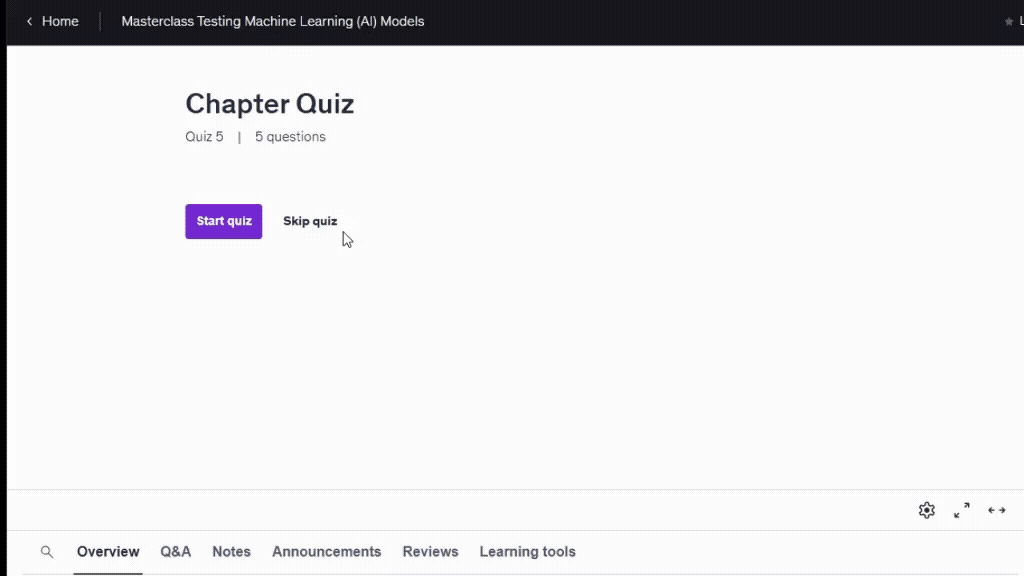 Home
Masterclass Testing Machine Learning (AI) Models
Chapter Quiz
Quiz 5 | 5 questions
Start quiz
Skip quiz
Overview
Q&A
Notes
Announcements
Reviews
Learning tools